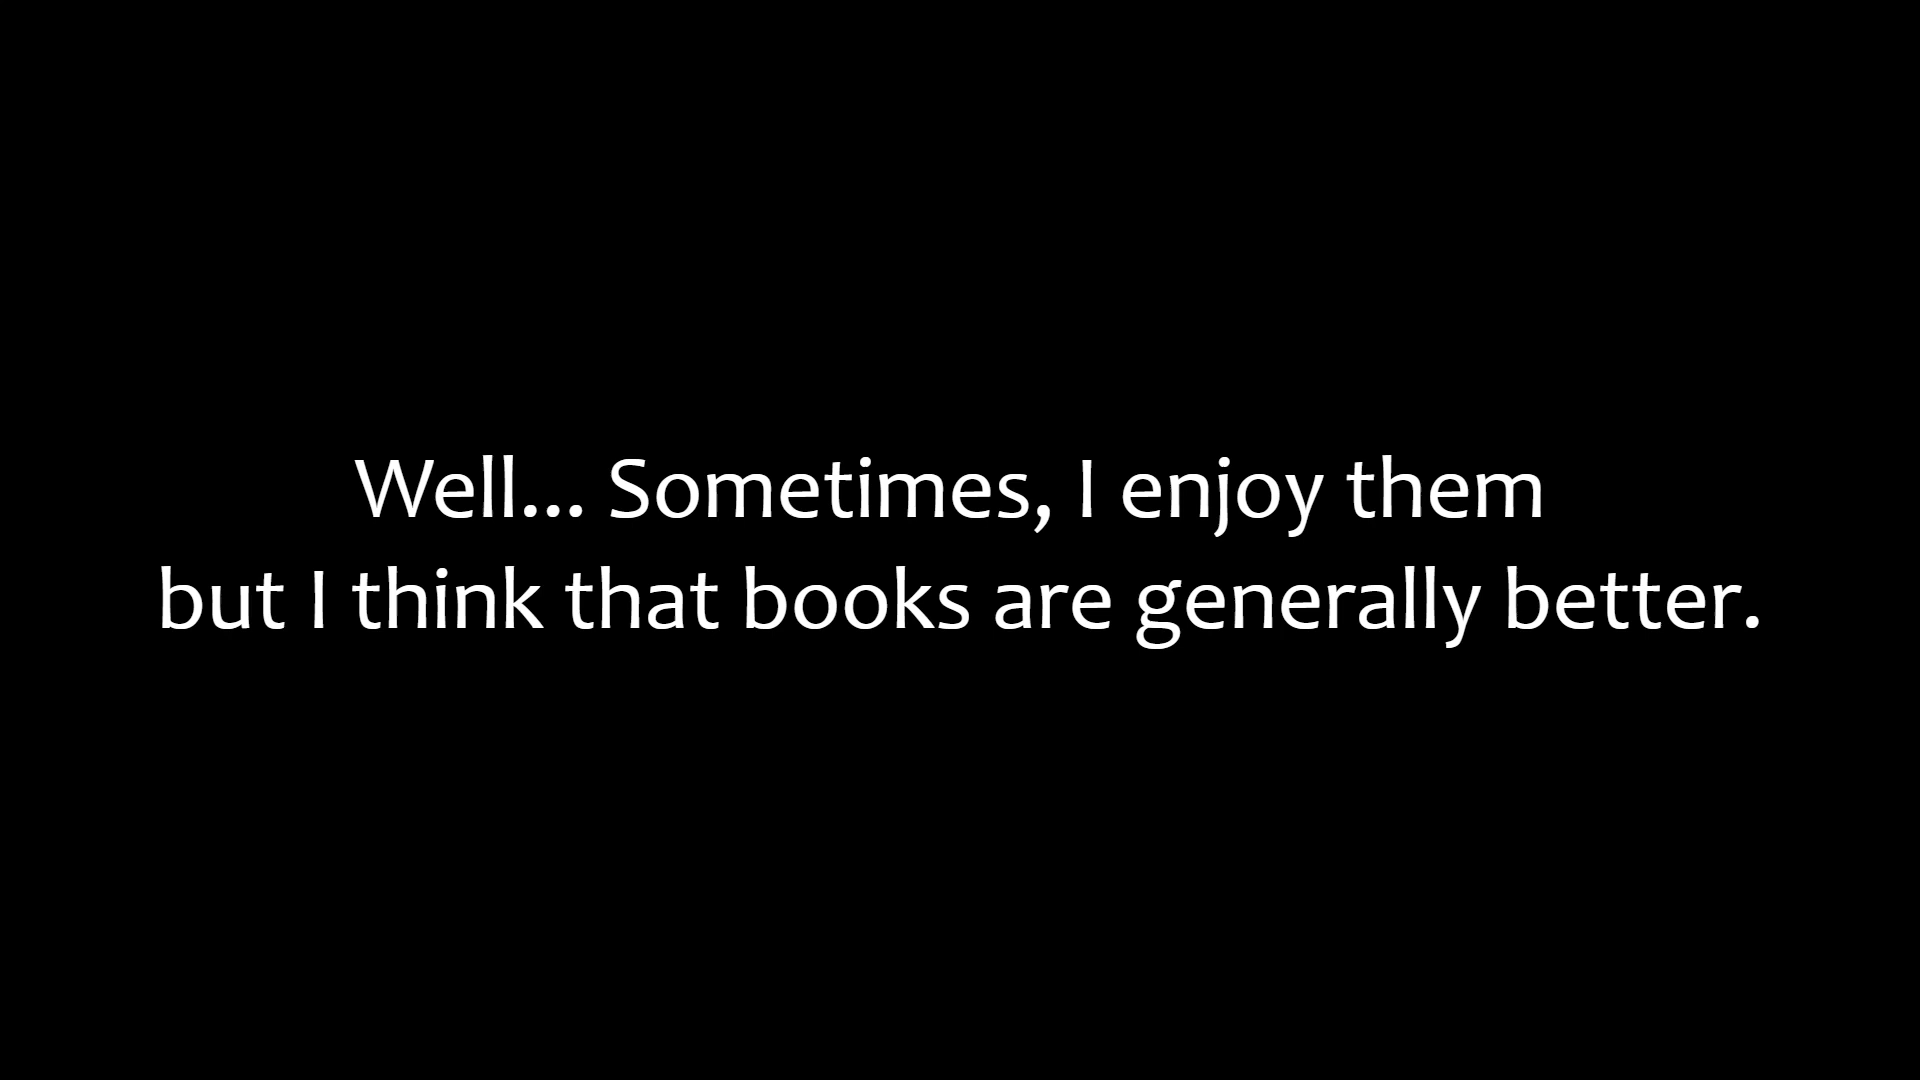 Well... Sometimes, I enjoy them
but I think that books are generally better.